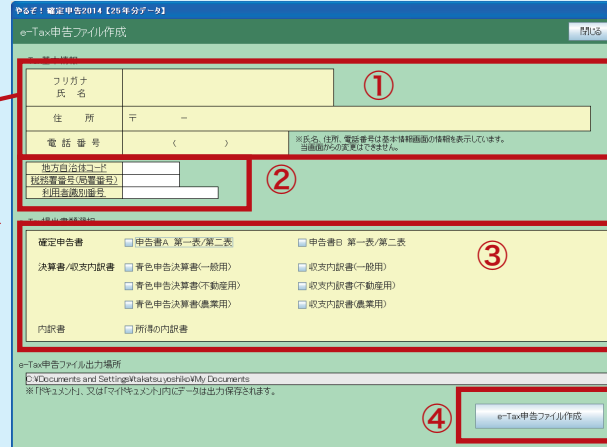 やるぞ! 確定申告2014【25年分データ】
e-Tax申告ファイル作成
閉じる
基本情報
フリガナ
氏 名
①
住 所 〒 －
電 話 番 号 ( )
※氏名、住所、電話番号は基本情報画面の情報を表示しています。
当画面からの変更はできません。
地方自治体コード
税務署番号(局署番号)
利用者識別番号
②
確定申告書 申告書A 第一表/第二表 申告書B 第一表/第二表
③
決算書/収支内訳書 青色申告決算書(一般用) 収支内訳書(一般用)
青色申告決算書(不動産用) 収支内訳書(不動産用)
青色申告決算書(農業用) 収支内訳書(農業用)
内訳書 所得の内訳書
e-Tax申告ファイル出力場所
C:¥Documents and Settings¥takatsuyoshiko¥My Documents
※「ドキュメント」、又は「マイドキュメント」内にデータは出力保存されます。
④
e-Tax申告ファイル作成